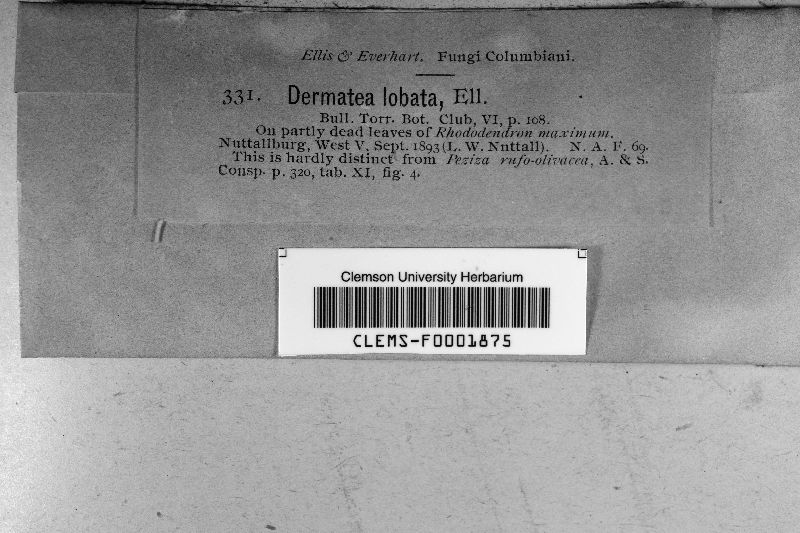 Ellis & Everhart. Fungi Columbiani.
331. Dermatea lobata, Ell.
Bull. Torr. Bot. Club, VI, p. 108.
On partly dead leaves of Rhododendron maximum.
Nuttallburg, West V, Sept. 1893 (L. W. Nuttall). N. A. F. 69.
This is hardly distinct from Peziza rufo-olivacea, A. & S.
Consp. p. 320, tab. XI, fig. 4.
Clemson University Herbarium
CLEMS-F0001875